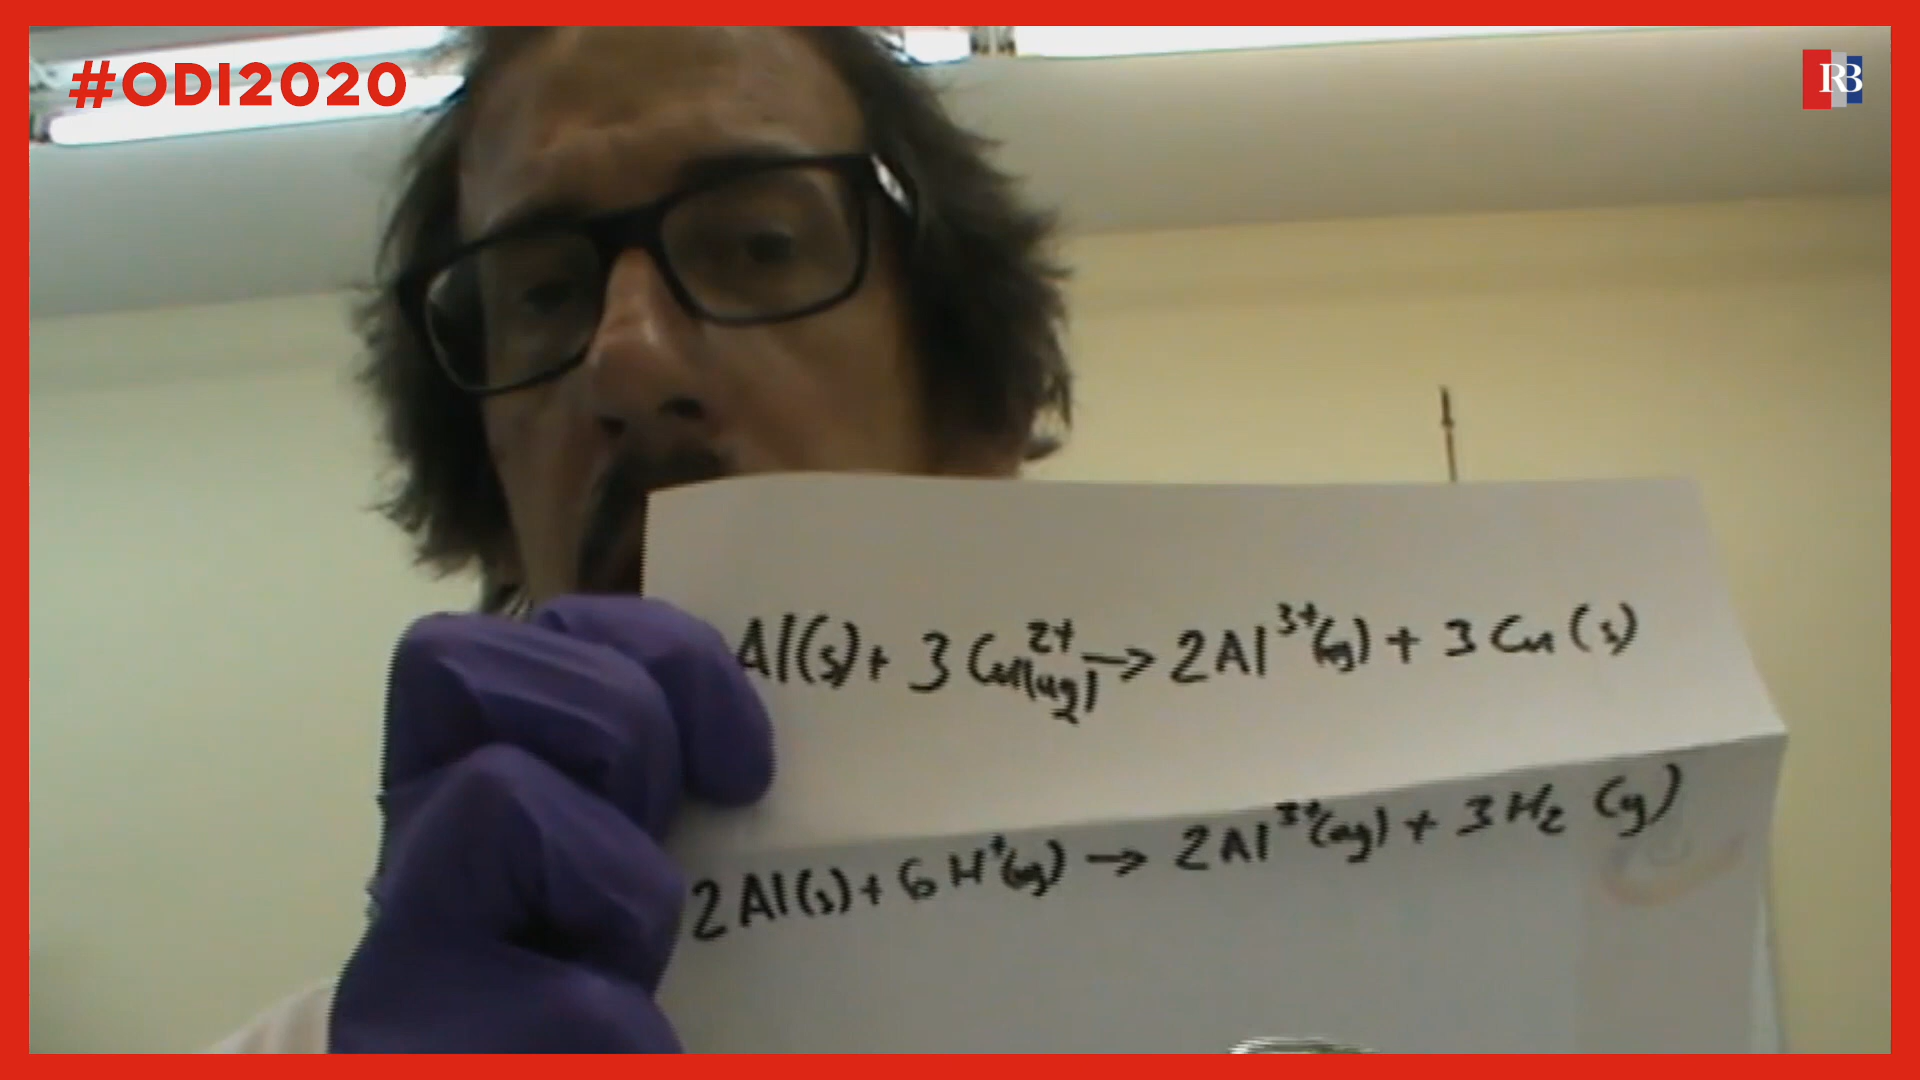 #ODI2020
RB
Al(s) + 3 Cu²⁺(aq) → 2Al³⁺(aq) + 3 Cu (s)
2Al(s) + 6 H⁺(aq) → 2Al³⁺(aq) + 3 H₂ (g)